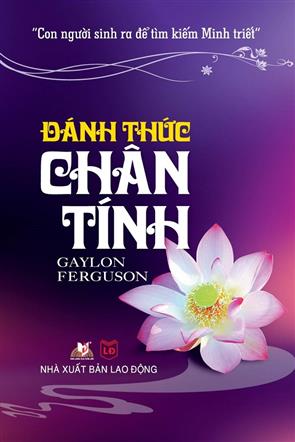 "Con người sinh ra để tìm kiếm Minh triết"
ĐÁNH THỨC
CHÂN
TÍNH
GAYLON
FERGUSON
LĐ
NHÀ XUẤT BẢN LAO ĐỘNG